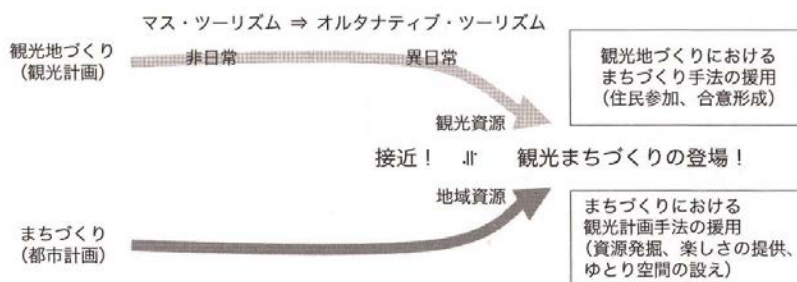 マス・ツーリズム ⇒ オルタナティブ・ツーリズム
観光地づくり
(観光計画)
非日常
異日常
観光地づくりにおける
まちづくり手法の援用
(住民参加、合意形成)
観光資源
接近! 観光まちづくりの登場!
地域資源
まちづくり
(都市計画)
まちづくりにおける
観光計画手法の援用
(資源発掘、楽しさの提供、
ゆとり空間の設え)